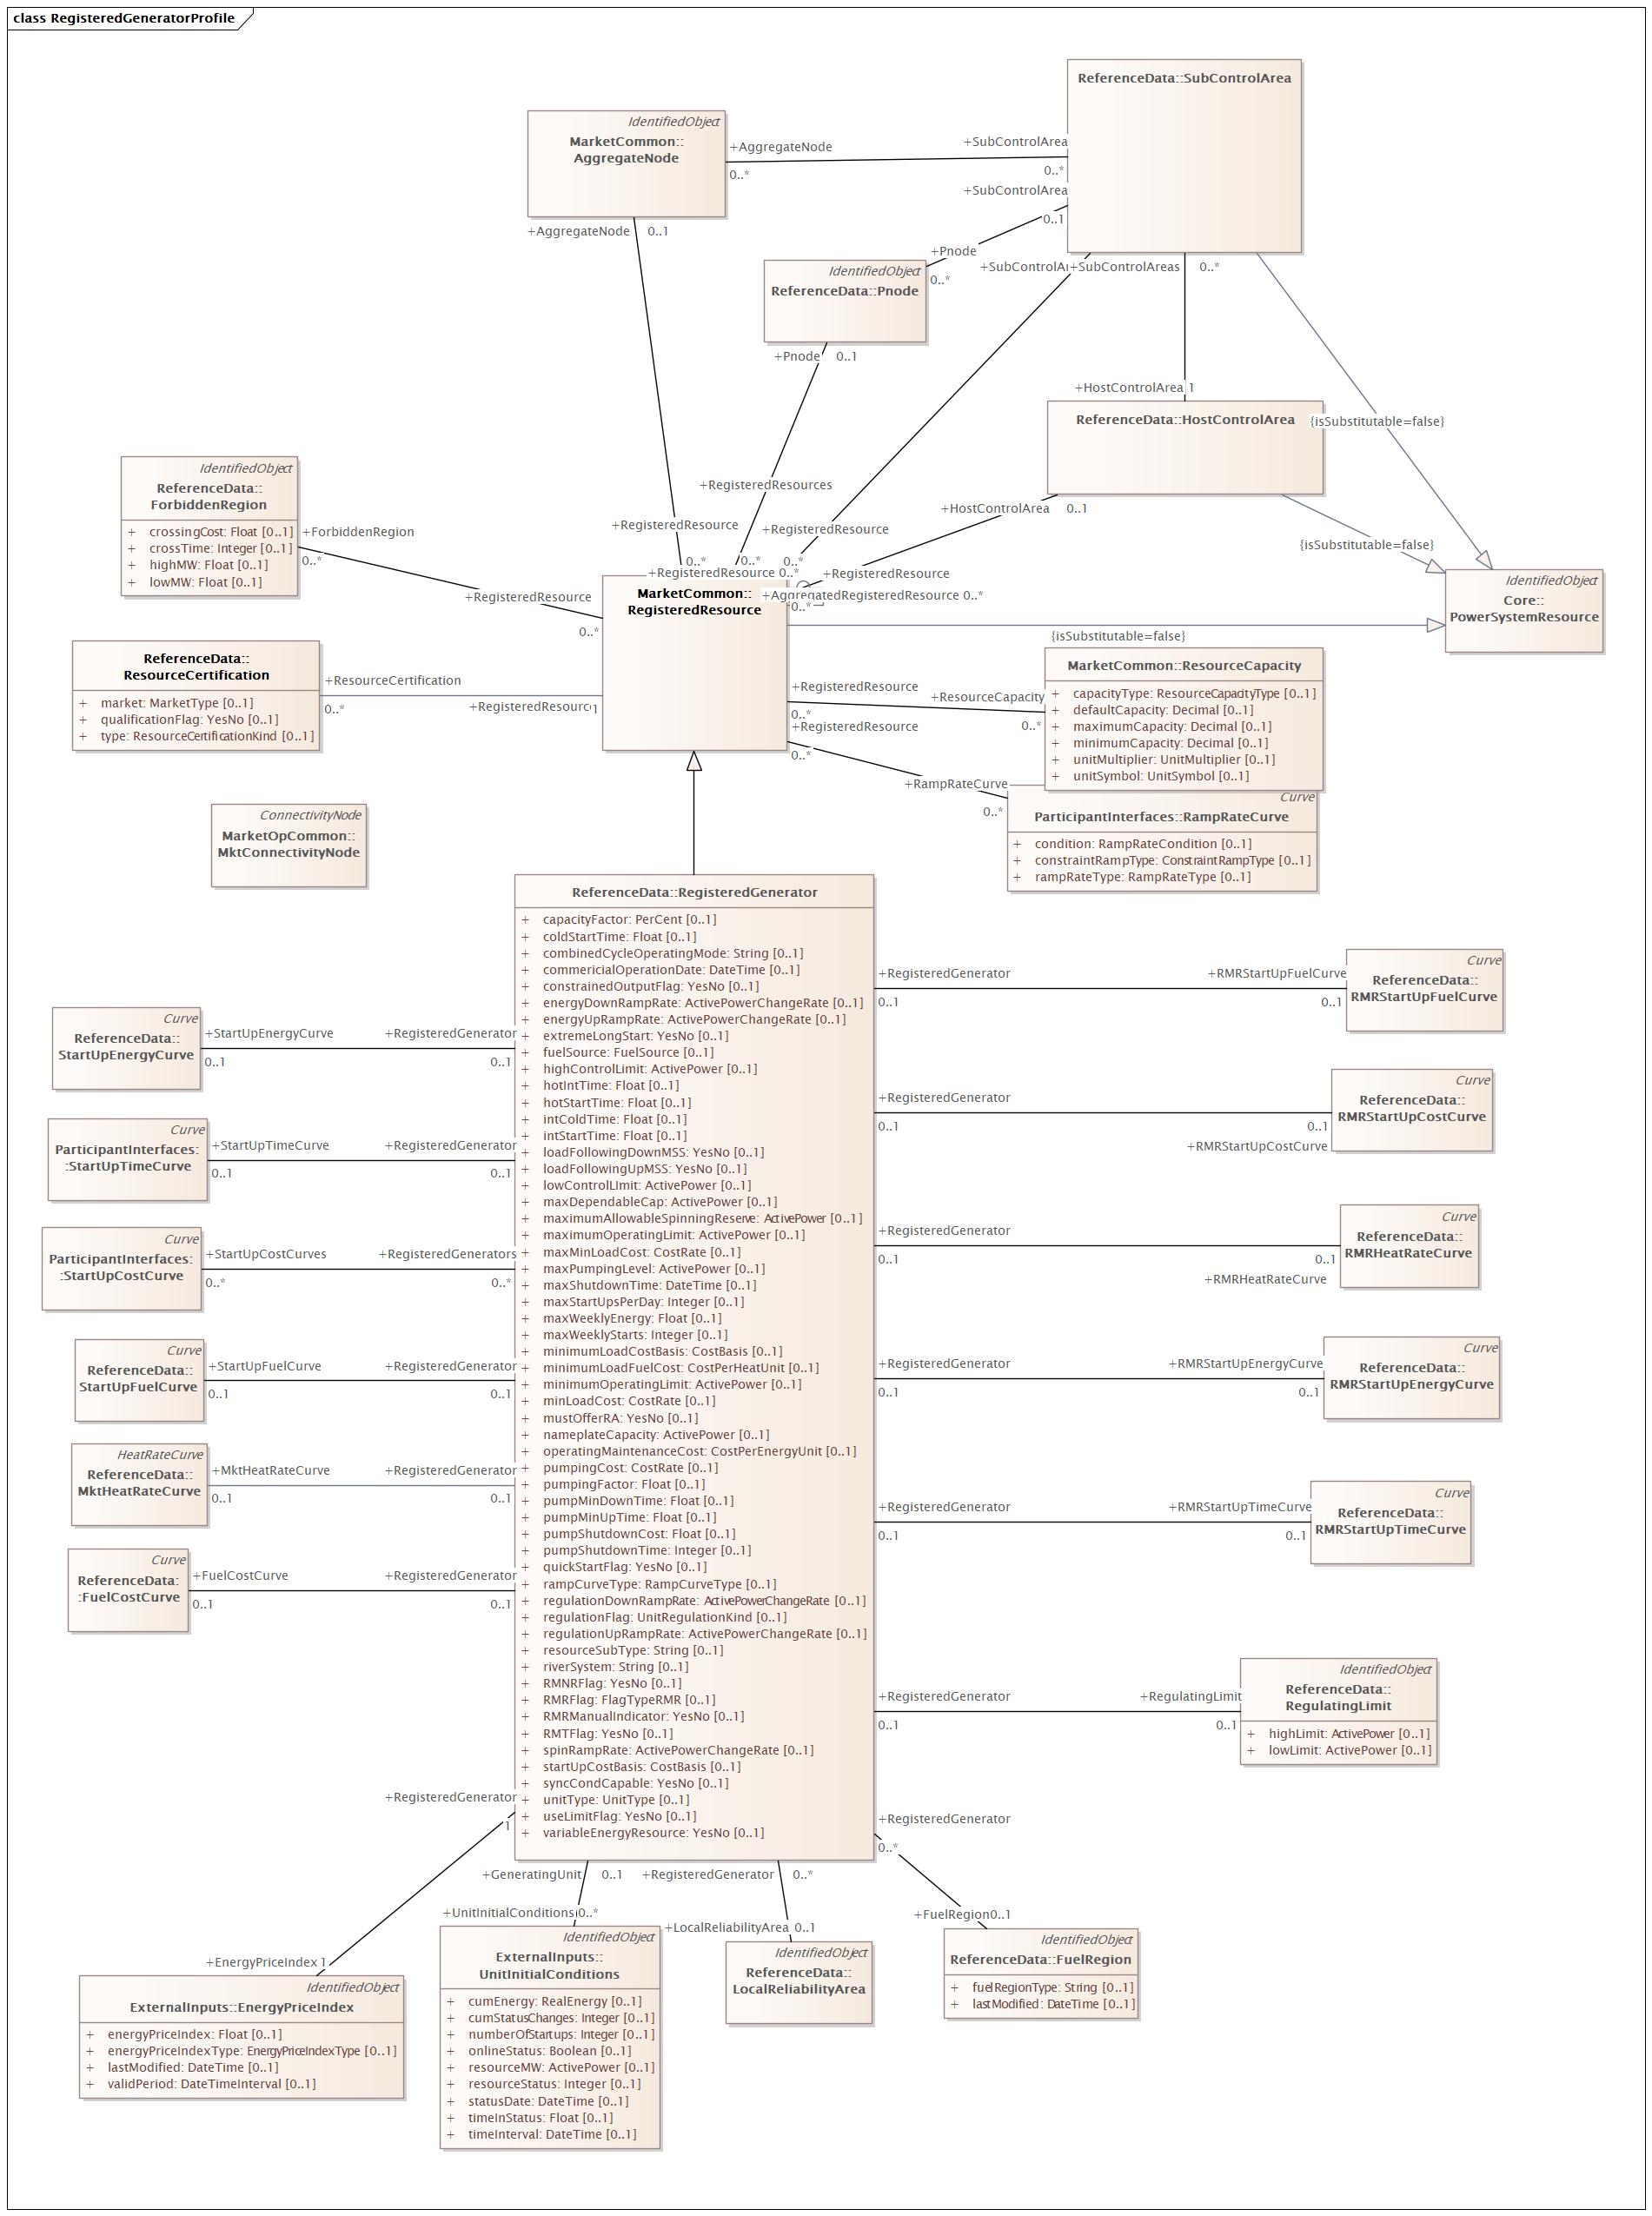 class RegisteredGeneratorProfile
ReferenceData::SubControlArea
IdentifiedObject
MarketCommon::
AggregateNode
+AggregateNode
0..*
+SubControlArea
0..*
+SubControlArea
0..1
+AggregateNode 0..1
+Pnode
0..*
IdentifiedObject
ReferenceData::Pnode
+SubControlAreas 0..*
+Pnode 0..1
+HostControlArea 1
ReferenceData::HostControlArea
{isSubstitutable=false}
IdentifiedObject
ReferenceData::
ForbiddenRegion
+ crossingCost: Float [0..1]
+ crossTime: Integer [0..1]
+ highMW: Float [0..1]
+ lowMW: Float [0..1]
+ForbiddenRegion
0..*
+RegisteredResource
0..*
+RegisteredResources
0..*
+RegisteredResource
0..*
+RegisteredResource
0..*
+HostControlArea 0..1
{isSubstitutable=false}
+RegisteredResource 0..*
+RegisteredResource
0..*
+AggregatedRegisteredResource 0..*
MarketCommon::
RegisteredResource
IdentifiedObject
Core::
PowerSystemResource
{isSubstitutable=false}
ReferenceData::
ResourceCertification
+ market: MarketType [0..1]
+ qualificationFlag: YesNo [0..1]
+ type: ResourceCertificationKind [0..1]
+ResourceCertification
0..*
1
+RegisteredResource
0..*
+ResourceCapacity
0..*
MarketCommon::ResourceCapacity
+ capacityType: ResourceCapacityType [0..1]
+ defaultCapacity: Decimal [0..1]
+ maximumCapacity: Decimal [0..1]
+ minimumCapacity: Decimal [0..1]
+ unitMultiplier: UnitMultiplier [0..1]
+ unitSymbol: UnitSymbol [0..1]
+RegisteredResource
0..*
+RampRateCurve
0..*
Curve
ParticipantInterfaces::RampRateCurve
+ condition: RampRateCondition [0..1]
+ constraintRampType: ConstraintRampType [0..1]
+ rampRateType: RampRateType [0..1]
ConnectivityNode
MarketOpCommon::
MktConnectivityNode
ReferenceData::RegisteredGenerator
+ capacityFactor: PerCent [0..1]
+ coldStartTime: Float [0..1]
+ combinedCycleOperatingMode: String [0..1]
+ commericialOperationDate: DateTime [0..1]
+ constrainedOutputFlag: YesNo [0..1]
+ energyDownRampRate: ActivePowerChangeRate [0..1]
+ energyUpRampRate: ActivePowerChangeRate [0..1]
+ extremeLongStart: YesNo [0..1]
+ fuelSource: FuelSource [0..1]
+ highControlLimit: ActivePower [0..1]
+ hotIntTime: Float [0..1]
+ hotStartTime: Float [0..1]
+ intColdTime: Float [0..1]
+ intStartTime: Float [0..1]
+ loadFollowingDownMSS: YesNo [0..1]
+ loadFollowingUpMSS: YesNo [0..1]
+ lowControlLImit: ActivePower [0..1]
+ maxDependableCap: ActivePower [0..1]
+ maximumAllowableSpinningReserve: ActivePower [0..1]
+ maximumOperatingLimit: ActivePower [0..1]
+ maxMinLoadCost: CostRate [0..1]
+ maxPumpingLevel: ActivePower [0..1]
+ maxShutdownTime: DateTime [0..1]
+ maxStartUpsPerDay: Integer [0..1]
+ maxWeeklyEnergy: Float [0..1]
+ maxWeeklyStarts: Integer [0..1]
+ minimumLoadCostBasis: CostBasis [0..1]
+ minimumLoadFuelCost: CostPerHeatUnit [0..1]
+ minimumOperatingLimit: ActivePower [0..1]
+ minLoadCost: CostRate [0..1]
+ mustOfferRA: YesNo [0..1]
+ nameplateCapacity: ActivePower [0..1]
+ operatingMaintenanceCost: CostPerEnergyUnit [0..1]
+ pumpingCost: CostRate [0..1]
+ pumpingFactor: Float [0..1]
+ pumpMinDownTime: Float [0..1]
+ pumpMinUpTime: Float [0..1]
+ pumpShutdownCost: Float [0..1]
+ pumpShutdownTime: Integer [0..1]
+ quickStartFlag: YesNo [0..1]
+ rampCurveType: RampCurveType [0..1]
+ regulationDownRampRate: ActivePowerChangeRate [0..1]
+ regulationFlag: UnitRegulationKind [0..1]
+ regulationUpRampRate: ActivePowerChangeRate [0..1]
+ resourceSubType: String [0..1]
+ riverSystem: String [0..1]
+ RMNRFlag: YesNo [0..1]
+ RMRFlag: FlagTypeRMR [0..1]
+ RMRManualIndicator: YesNo [0..1]
+ RMTFlag: YesNo [0..1]
+ spinRampRate: ActivePowerChangeRate [0..1]
+ startUpCostBasis: CostBasis [0..1]
+ syncCondCapable: YesNo [0..1]
+ unitType: UnitType [0..1]
+ useLimitFlag: YesNo [0..1]
+ variableEnergyResource: YesNo [0..1]
Curve
ReferenceData::
StartUpEnergyCurve
+StartUpEnergyCurve
0..1
+RegisteredGenerator
0..1
Curve
ParticipantInterfaces:
:StartUpTimeCurve
+StartUpTimeCurve
0..1
+RegisteredGenerator
0..1
Curve
ParticipantInterfaces:
:StartUpCostCurve
+StartUpCostCurves
0..*
+RegisteredGenerators
0..*
Curve
ReferenceData::
StartUpFuelCurve
+StartUpFuelCurve
0..1
+RegisteredGenerator
0..1
HeatRateCurve
ReferenceData::
MktHeatRateCurve
+MktHeatRateCurve
0..1
+RegisteredGenerator
0..1
Curve
ReferenceData:
:FuelCostCurve
+FuelCostCurve
0..1
+RegisteredGenerator
0..1
+RegisteredGenerator
0..1
+RMRStartUpFuelCurve
0..1
Curve
ReferenceData::
RMRStartUpFuelCurve
+RegisteredGenerator
0..1
0..1
+RMRStartUpCostCurve
Curve
ReferenceData::
RMRStartUpCostCurve
+RegisteredGenerator
0..1
0..1
+RMRHeatRateCurve
Curve
ReferenceData::
RMRHeatRateCurve
+RegisteredGenerator
0..1
+RMRStartUpEnergyCurve
0..1
Curve
ReferenceData::
RMRStartUpEnergyCurve
+RegisteredGenerator
0..1
+RMRStartUpTimeCurve
0..1
Curve
ReferenceData::
RMRStartUpTimeCurve
+RegisteredGenerator
0..1
+RegulatingLimit
0..1
IdentifiedObject
ReferenceData::
RegulatingLimit
+ highLimit: ActivePower [0..1]
+ lowLimit: ActivePower [0..1]
+RegisteredGenerator
1
+EnergyPriceIndex 1
IdentifiedObject
ExternalInputs::EnergyPriceIndex
+ energyPriceIndex: Float [0..1]
+ energyPriceIndexType: EnergyPriceIndexType [0..1]
+ lastModified: DateTime [0..1]
+ validPeriod: DateTimeInterval [0..1]
+GeneratingUnit 0..1
+UnitInitialConditions 0..*
IdentifiedObject
ExternalInputs::
UnitInitialConditions
+ cumEnergy: RealEnergy [0..1]
+ cumStatusChanges: Integer [0..1]
+ numberOfStartups: Integer [0..1]
+ onlineStatus: Boolean [0..1]
+ resourceMW: ActivePower [0..1]
+ resourceStatus: Integer [0..1]
+ statusDate: DateTime [0..1]
+ timeInStatus: Float [0..1]
+ timeInterval: DateTime [0..1]
+RegisteredGenerator 0..*
+LocalReliabilityArea 0..1
IdentifiedObject
ReferenceData::
LocalReliabilityArea
+RegisteredGenerator
0..*
+FuelRegion 0..1
IdentifiedObject
ReferenceData::FuelRegion
+ fuelRegionType: String [0..1]
+ lastModified: DateTime [0..1]